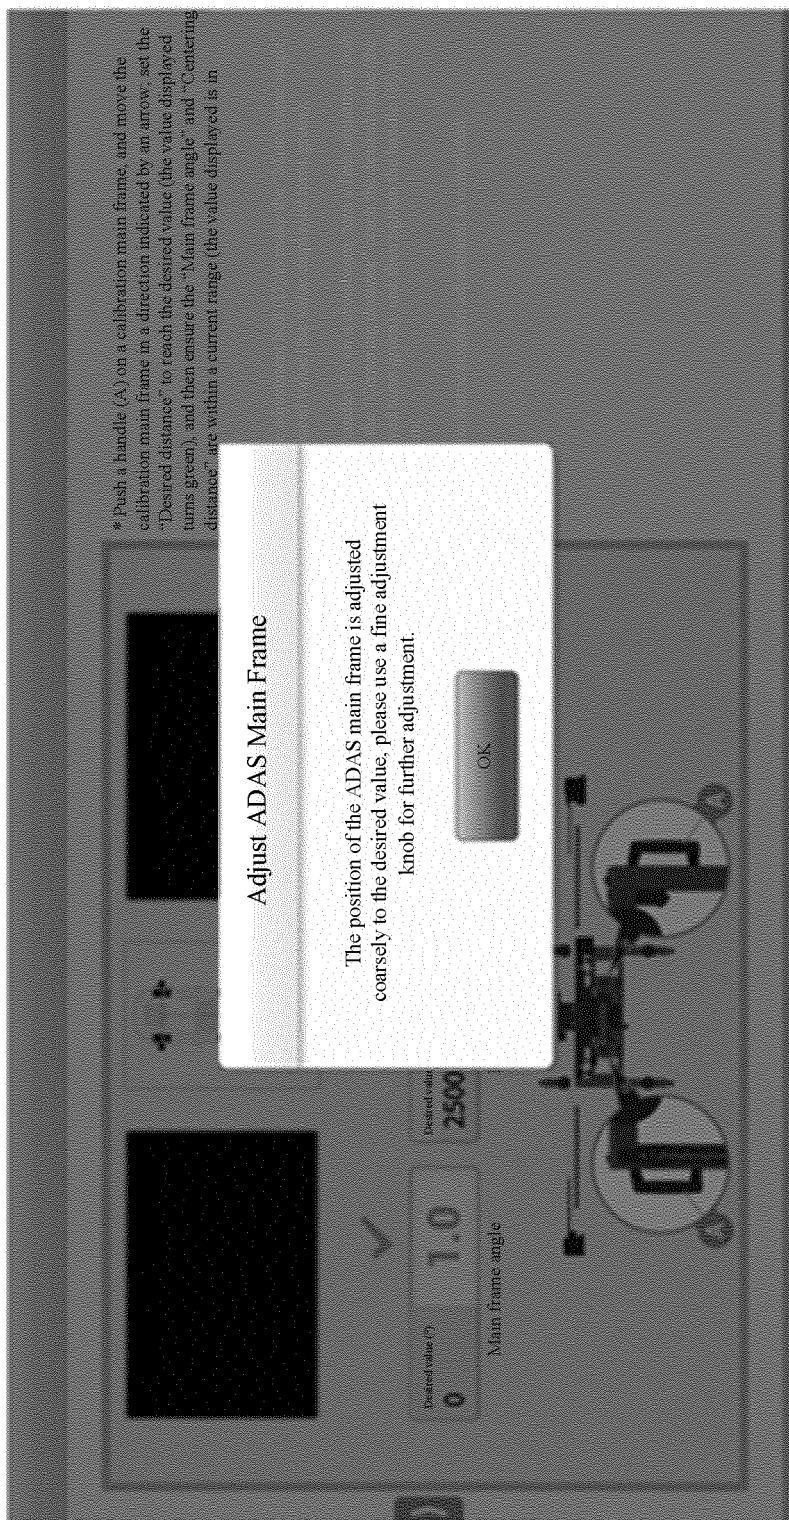 * Push a handle (A) on a calibration main frame, and move the
calibration main frame in a direction indicated by an arrow, set the
“Desired distance” to reach the desired value (the value displayed
turns green), and then ensure the “Main frame angle” and “Centering
distance” are within a current range (the value displayed is in
Adjust ADAS Main Frame
The position of the ADAS main frame is adjusted
coarsely to the desired value, please use a fine adjustment
knob for further adjustment.
OK
Desired value (°)
0
1.0
Main frame angle
Desired value
2500
A
A